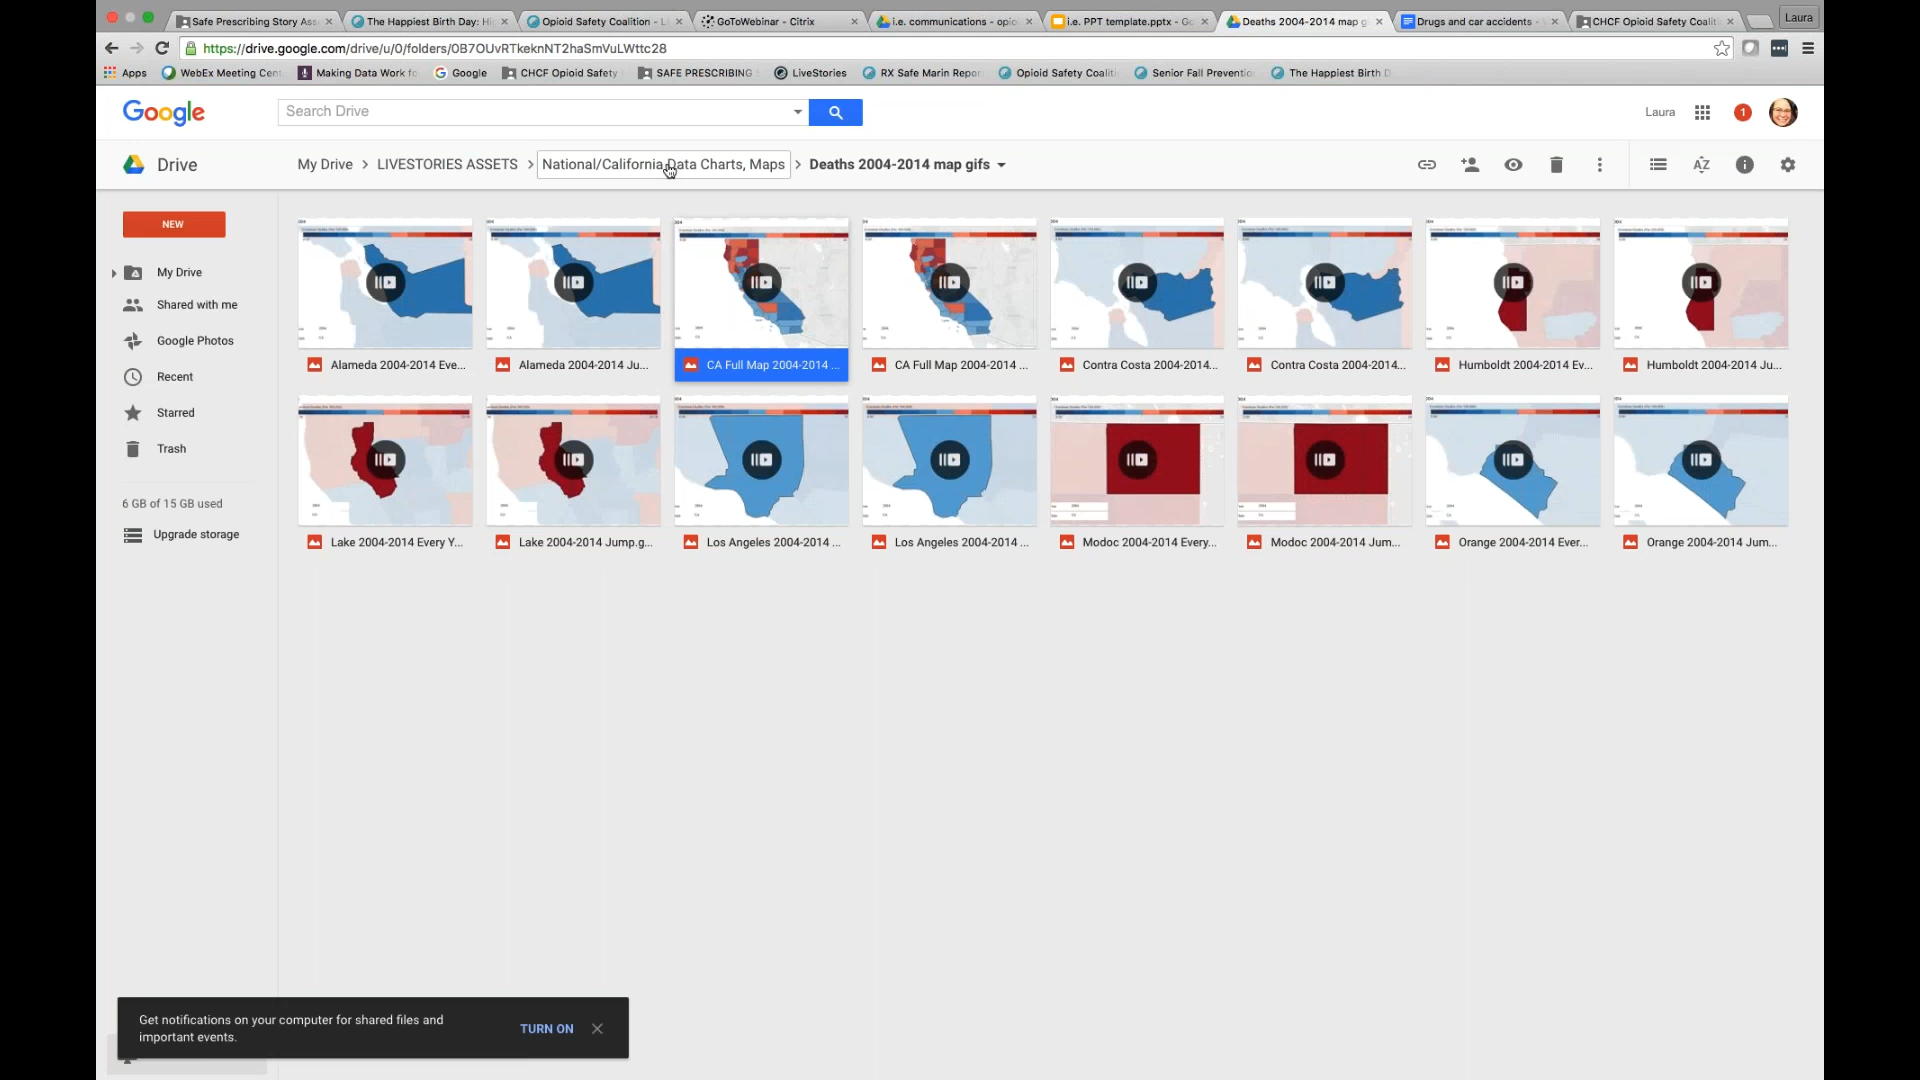 Safe Prescribing Story Ass
The Happiest Birth Day: Hi
Opioid Safety Coalition - Li
GoToWebinar - Citrix
i.e. communications - opio
i.e. PPT template.pptx - Go
Deaths 2004-2014 map g
Drugs and car accidents -
CHCF Opioid Safety Coalit
Laura
https://drive.google.com/drive/u/0/folders/0B7OUvRTkeknNT2haSmVuLWttc28
Apps
WebEx Meeting Cent
Making Data Work fo
Google
CHCF Opioid Safety
SAFE PRESCRIBING
LiveStories
RX Safe Marin Repor
Opioid Safety Coaliti
Senior Fall Preventio
The Happiest Birth D
Google
Search Drive
Laura
1
Drive
My Drive > LIVESTORIES ASSETS > National/California Data Charts, Maps > Deaths 2004-2014 map gifs
AZ
NEW
My Drive
Shared with me
Google Photos
Recent
Starred
Trash
6 GB of 15 GB used
Upgrade storage
Alameda 2004-2014 Eve...
Alameda 2004-2014 Ju...
CA Full Map 2004-2014 ...
CA Full Map 2004-2014 ...
Contra Costa 2004-2014...
Contra Costa 2004-2014...
Humboldt 2004-2014 Ev...
Humboldt 2004-2014 Ju...
Lake 2004-2014 Every Y...
Lake 2004-2014 Jump.g...
Los Angeles 2004-2014 ...
Los Angeles 2004-2014 ...
Modoc 2004-2014 Every...
Modoc 2004-2014 Jum...
Orange 2004-2014 Ever...
Orange 2004-2014 Jum...
Get notifications on your computer for shared files and
important events.
TURN ON